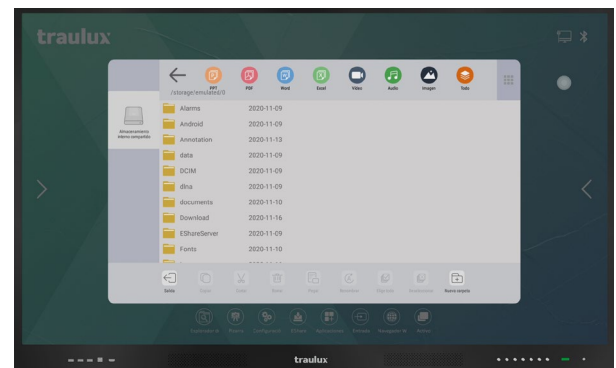 traulux
PPT
PDF
Word
Excel
Vídeo
Audio
Imagen
Todo
/storage/emulated/0
Almacenamiento
interno compartido
Alarms 2020-11-09
Android 2020-11-09
Annotation 2020-11-13
data 2020-11-09
DCIM 2020-11-09
dlna 2020-11-09
documents 2020-11-10
Download 2020-11-16
EShareServer 2020-11-09
Fonts 2020-11-10
Salida
Nueva carpeta
traulux